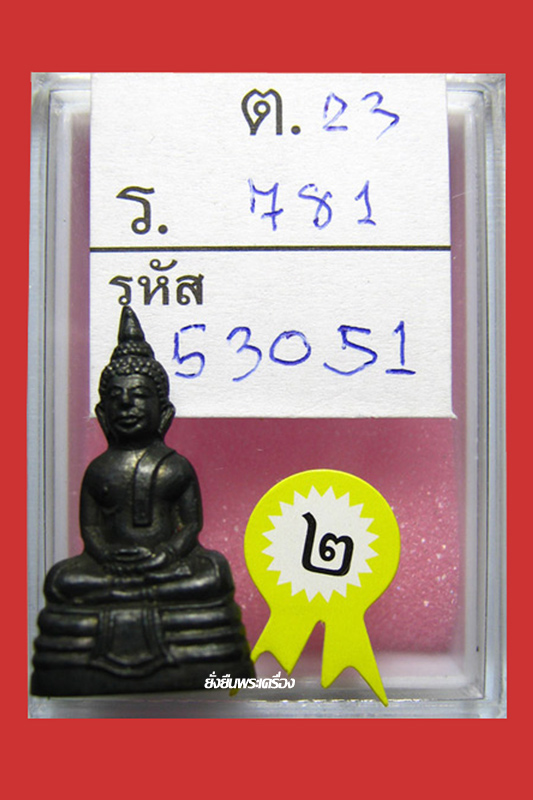 ต. 23
ร. 781
รหัส
53051
๒
ยั่งยืนพระเครื่อง